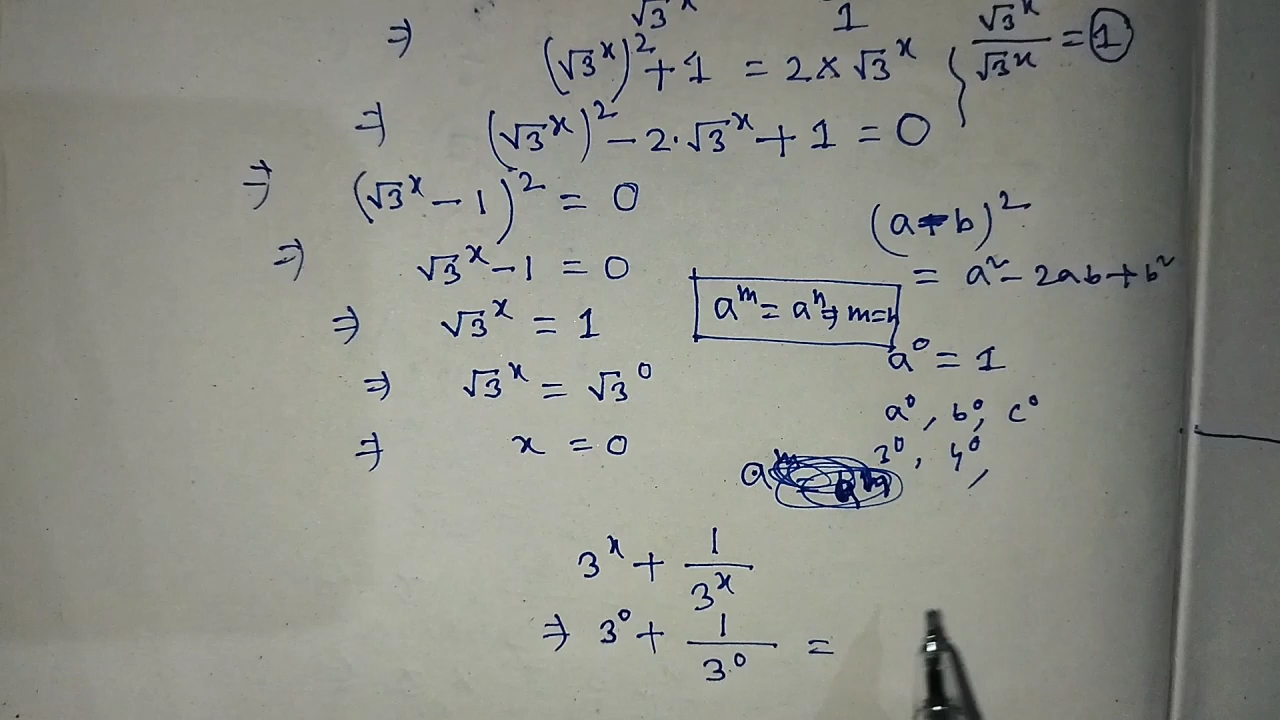 √3^x 1
⇒ (√3^x)^2 + 1 = 2 × √3^x } √3^x/√3^x = 1
⇒ (√3^x)^2 - 2·√3^x + 1 = 0
⇒ (√3^x - 1)^2 = 0
(a-b)^2
⇒ √3^x - 1 = 0
= a^2 - 2ab + b^2
a^m = a^n ⇒ m=n
⇒ √3^x = 1
a^0 = 1
⇒ √3^x = √3^0
a^0, b^0, c^0
⇒ x = 0
3^0, 4^0,
a^m
3^x + 1/3^x
⇒ 3^0 + 1/3^0 =